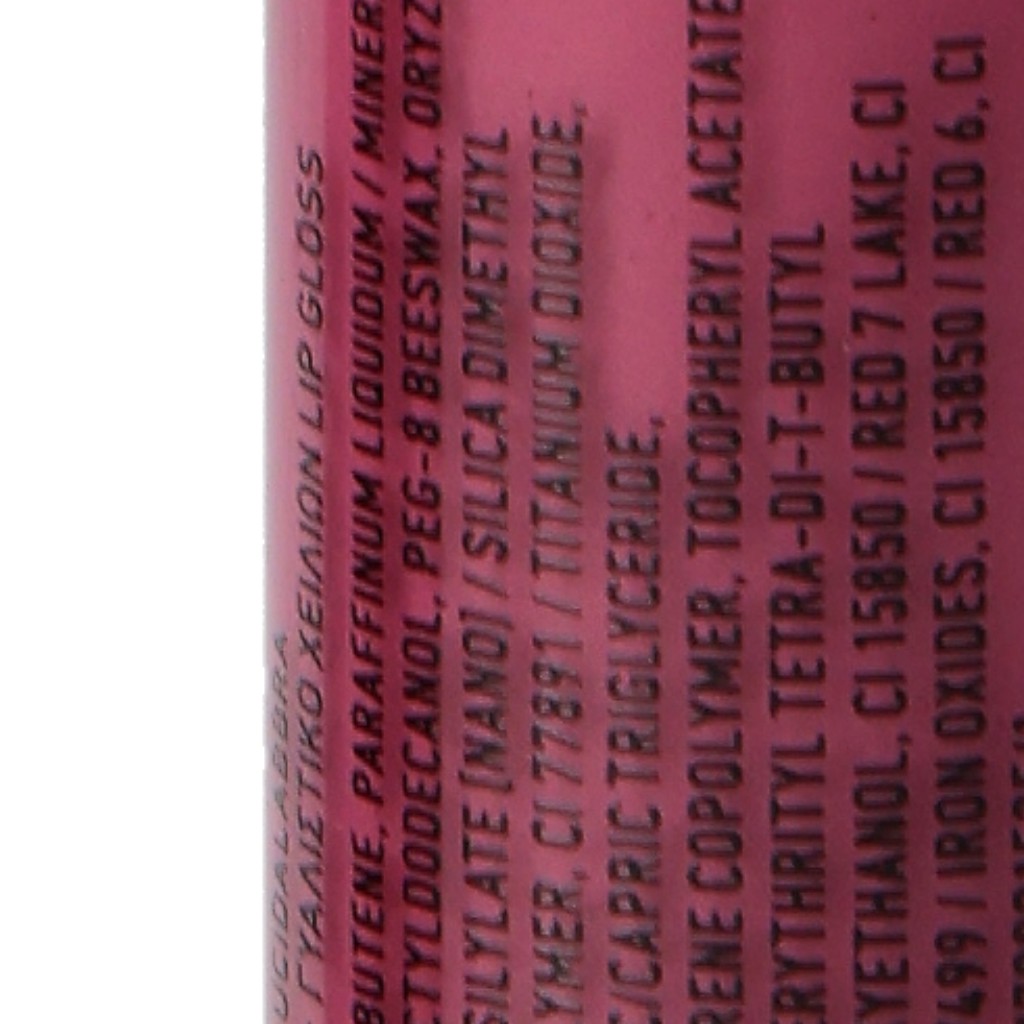 LUCIDALABBRA
ΓΥΑΛΙΣΤΙΚΟ ΧΕΙΛΙΩΝ LIP GLOSS
BUTENE, PARAFFINUM LIQUIDUM / MINER
CTYLDODECANOL, PEG-8 BEESWAX, ORYZ
SILYLATE [NANO] / SILICA DIMETHYL
YMER, CI 77891 / TITANIUM DIOXIDE,
/CAPRIC TRIGLYCERIDE,
RENE COPOLYMER, TOCOPHERYL ACETATE
ERYTHRITYL TETRA-DI-T-BUTYL
YETHANOL, CI 15850 / RED 7 LAKE, CI
499 / IRON OXIDES, CI 15850 / RED 6, CI